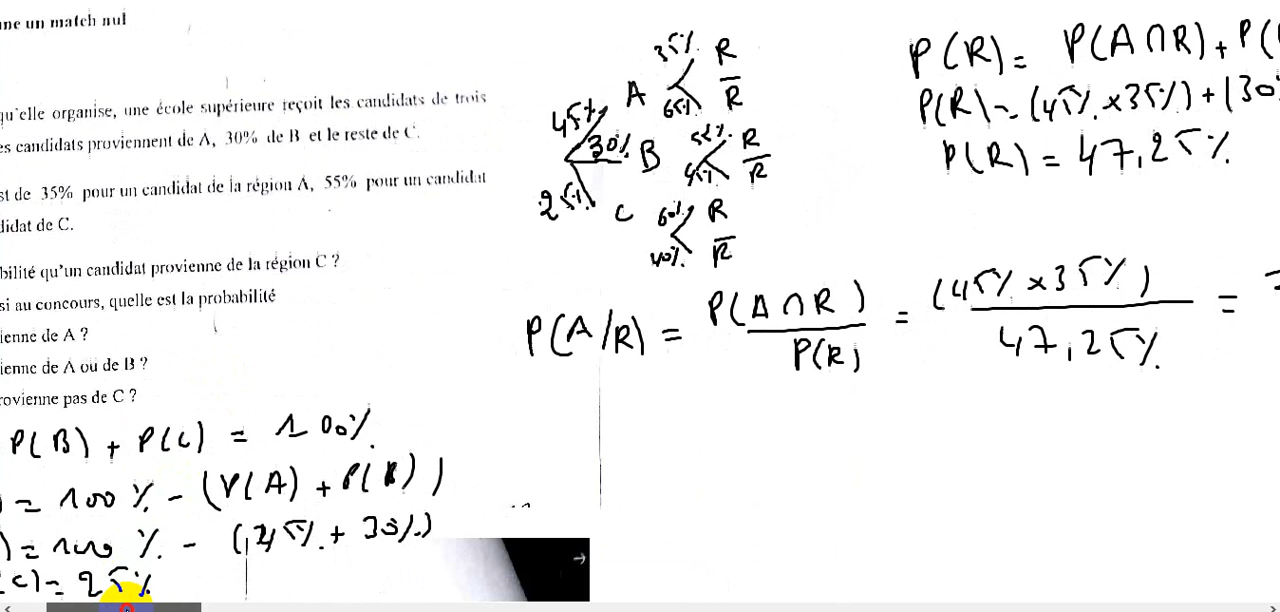 ne un match nul
qu'elle organise, une école supérieure reçoit les candidats de trois
es candidats proviennent de A, 30% de B et le reste de C.
st de 35% pour un candidat de la région A, 55% pour un candidat
didat de C.
bilité qu'un candidat provienne de la région C ?
si au concours, quelle est la probabilité
ienne de A ?
ienne de A ou de B ?
rovienne pas de C ?
P(B) + P(C) = 100%
= 100% - (P(A) + P(B))
) = 100% - (45% + 30%)
C) = 25%
35% R
A
65% R̅
45%
30% B
55% R
45% R̅
25%
C
60% R
40% R̅
P(R) = P(A∩R) + P(
P(R) = (45% × 35%) + (30%
P(R) = 47,25%
P(A/R) = P(A∩R) / P(R) = (45% × 35%) / 47,25% =